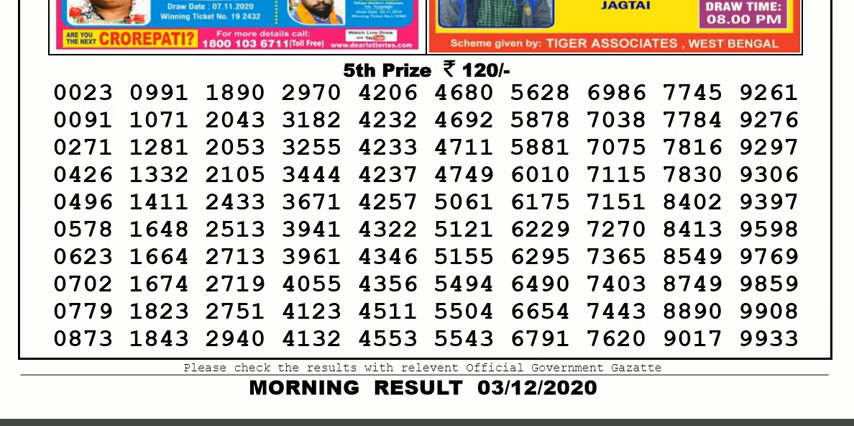 Draw Date : 07.11.2020
Winning Ticket No. 19 2432
JAGTAI
DRAW TIME:
08.00 PM
ARE YOU THE NEXT CROREPATI?
For more details call:
1800 103 6711(Toll Free)
Watch Live Draw
on YouTube
www.dearlotteries.com
Scheme given by: TIGER ASSOCIATES , WEST BENGAL
5th Prize ₹ 120/-
0023 0991 1890 2970 4206 4680 5628 6986 7745 9261
0091 1071 2043 3182 4232 4692 5878 7038 7784 9276
0271 1281 2053 3255 4233 4711 5881 7075 7816 9297
0426 1332 2105 3444 4237 4749 6010 7115 7830 9306
0496 1411 2433 3671 4257 5061 6175 7151 8402 9397
0578 1648 2513 3941 4322 5121 6229 7270 8413 9598
0623 1664 2713 3961 4346 5155 6295 7365 8549 9769
0702 1674 2719 4055 4356 5494 6490 7403 8749 9859
0779 1823 2751 4123 4511 5504 6654 7443 8890 9908
0873 1843 2940 4132 4553 5543 6791 7620 9017 9933
Please check the results with relevent Official Government Gazatte
MORNING RESULT 03/12/2020